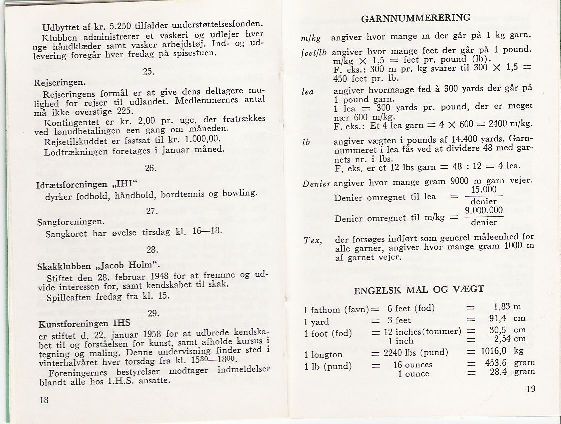 Udbyttet af kr. 5.250 tilfalder understøttelsesfonden.
Klubben administrerer et vaskeri og udlejer hver
uge håndklæder samt vasker arbejdstøj. Ind- og ud-
levering foregår hver fredag på spisestuen.
25.
Rejseringen.
Rejseringens formål er at give dens deltagere mu-
lighed for rejser til udlandet. Medlemmernes antal
må ikke overstige 225.
Kontingentet er kr. 2,00 pr. uge, der fratrækkes
ved lønudbetalingen een gang om måneden.
Rejsetilskuddet er fastsat til kr. 1.000,00.
Lodtrækningen foretages i januar måned.
26.
Idrætsforeningen „IHI"
dyrker fodbold, håndbold, bordtennis og bowling.
27.
Sangforeningen.
Sangkoret har øvelse tirsdag kl. 16—18.
28.
Skakklubben „Jacob Holm".
Stiftet den 28. februar 1948 for at fremme og ud-
vide interessen for, samt kendskabet til skak.
Spilleaften fredag fra kl. 15.
29.
Kunstforeningen IHS
er stiftet d. 22. januar 1958 for at udbrede kendska-
bet til og forståelsen for kunst, samt afholde kursus i
tegning og maling. Denne undervisning finder sted i
vinterhalvåret hver torsdag fra kl. 1530—1800.
Foreningernes bestyrelser modtager indmeldelser
blandt alle hos I.H.S. ansatte.
18
GARNNUMMERERING
m/kg angiver hvor mange m der går på 1 kg garn.
feet/lb angiver hvor mange feet der går på 1 pound.
m/kg × 1,5 = feet pr. pound (lb).
F. eks.: 300 m pr. kg svarer til 300 × 1,5 =
450 feet pr. lb.
lea angiver hvormange fed à 300 yards der går på
1 pound garn.
1 lea = 300 yards pr. pound, der er meget
nær 600 m/kg.
F. eks.: Et 4 lea garn = 4 × 600 = 2400 m/kg.
lb angiver vægten i pounds af 14.400 yards. Garn-
nummeret i lea fås ved at dividere 48 med gar-
nets nr. i lbs.
F. eks. er et 12 lbs garn = 48 : 12 = 4 lea.
Denier angiver hvor mange gram 9000 m garn vejer.
Denier omregnet til lea = 15.000 / denier
Denier omregnet til m/kg = 9.000.000 / denier
Tex, der forsøges indført som generel måleenhed for
alle garner, angiver hvor mange gram 1000 m
af garnet vejer.
ENGELSK MÅL OG VÆGT
1 fathom (favn) = 6 feet (fod) = 1,83 m
1 yard = 3 feet = 91,4 cm
1 foot (fod) = 12 inches (tommer) = 30,5 cm
1 inch = 2,54 cm
1 longton = 2240 lbs (pund) = 1016,0 kg
1 lb (pund) = 16 ounces = 453,6 gram
1 ounce = 28,4 gram
19